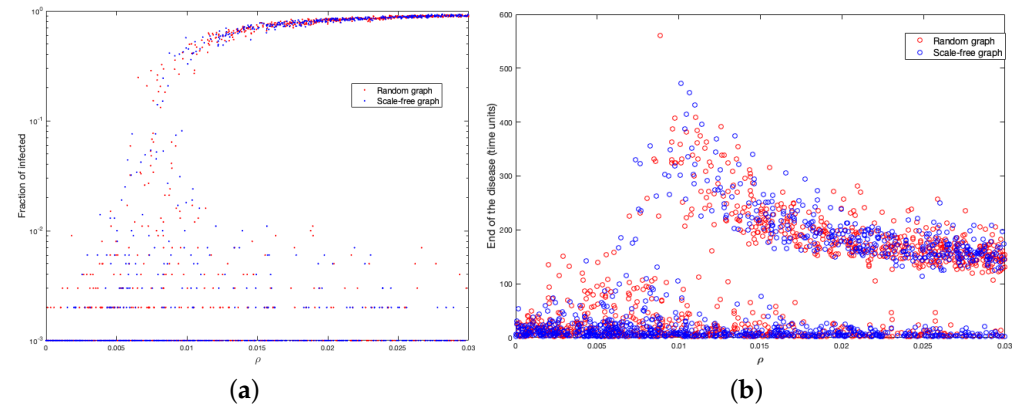 10^0
10^-1
10^-2
10^-3
Fraction of infected
0 0.005 0.01 0.015 0.02 0.025 0.03
ρ
Random graph
Scale-free graph
(a)
600
500
400
300
200
100
0
End of the disease (time units)
0 0.005 0.01 0.015 0.02 0.025 0.03
ρ
Random graph
Scale-free graph
(b)